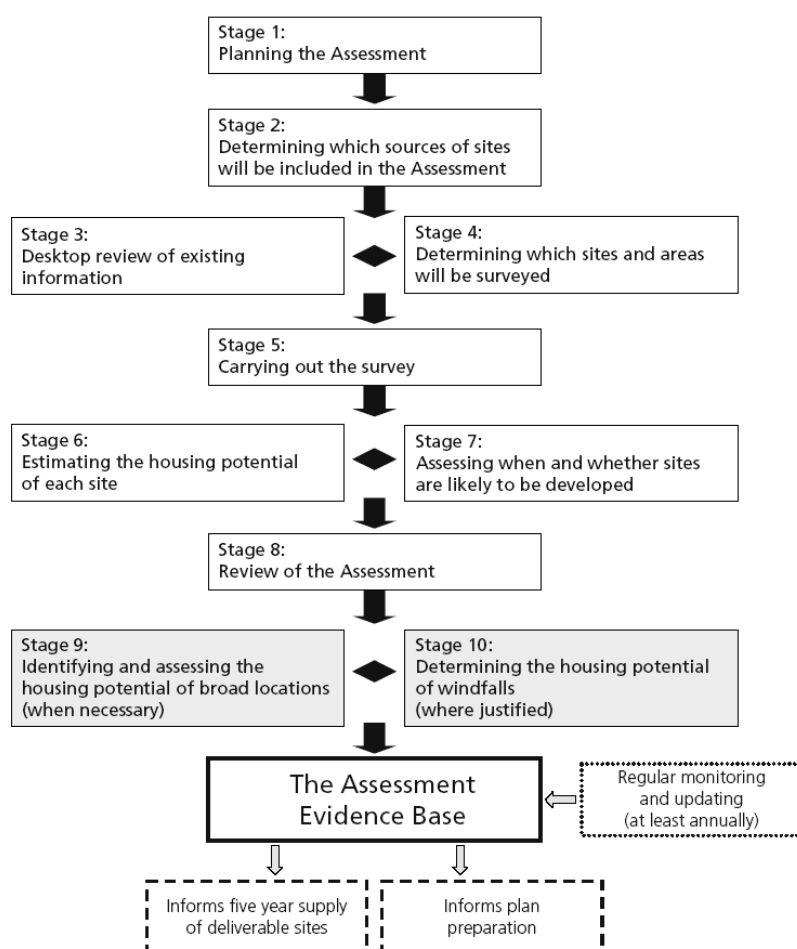 Stage 1:
Planning the Assessment
Stage 2:
Determining which sources of sites
will be included in the Assessment
Stage 3:
Desktop review of existing
information
Stage 4:
Determining which sites and areas
will be surveyed
Stage 5:
Carrying out the survey
Stage 6:
Estimating the housing potential
of each site
Stage 7:
Assessing when and whether sites
are likely to be developed
Stage 8:
Review of the Assessment
Stage 9:
Identifying and assessing the
housing potential of broad locations
(when necessary)
Stage 10:
Determining the housing potential
of windfalls
(where justified)
The Assessment
Evidence Base
Regular monitoring
and updating
(at least annually)
Informs five year supply
of deliverable sites
Informs plan
preparation